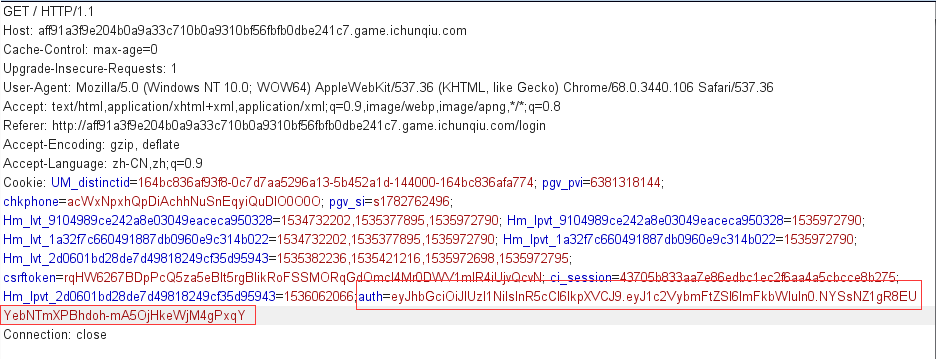 GET / HTTP/1.1
Host: aff91a3f9e204b0a9a33c710b0a9310bf56fbfb0dbe241c7.game.ichunqiu.com
Cache-Control: max-age=0
Upgrade-Insecure-Requests: 1
User-Agent: Mozilla/5.0 (Windows NT 10.0; WOW64) AppleWebKit/537.36 (KHTML, like Gecko) Chrome/68.0.3440.106 Safari/537.36
Accept: text/html,application/xhtml+xml,application/xml;q=0.9,image/webp,image/apng,*/*;q=0.8
Referer: http://aff91a3f9e204b0a9a33c710b0a9310bf56fbfb0dbe241c7.game.ichunqiu.com/login
Accept-Encoding: gzip, deflate
Accept-Language: zh-CN,zh;q=0.9
Cookie: UM_distinctid=164bc836af93f8-0c7d7aa5296a13-5b452a1d-144000-164bc836afa774; pgv_pvi=6381318144;
chkphone=acWxNpxhQpDiAchhNuSnEqyiQuDIO0O0O; pgv_si=s1782762496;
Hm_lvt_9104989ce242a8e03049eaceca950328=1534732202,1535377895,1535972790; Hm_lpvt_9104989ce242a8e03049eaceca950328=1535972790;
Hm_lvt_1a32f7c660491887db0960e9c314b022=1534732202,1535377895,1535972790; Hm_lpvt_1a32f7c660491887db0960e9c314b022=1535972790;
Hm_lvt_2d0601bd28de7d49818249cf35d95943=1535382236,1535421216,1535972698,1535972795;
csrftoken=rqHW6267BDpPcQ5za5eBlt5rgBlikRoFSSMORqGdOmcI4Mr0DWV1mIR4iUjvQcvN; ci_session=43705b833aa7e86edbc1ec2f6aa4a5cbcce8b275;
Hm_lpvt_2d0601bd28de7d49818249cf35d95943=1536062066;auth=eyJhbGciOiJIUzI1NiIsInR5cCI6IkpXVCJ9.eyJ1c2VybmFtZSI6ImFkbWluIn0.NYSsNZ1gR8EU
YebNTmXPBhdoh-mA5OjHkeWjM4gPxqY
Connection: close